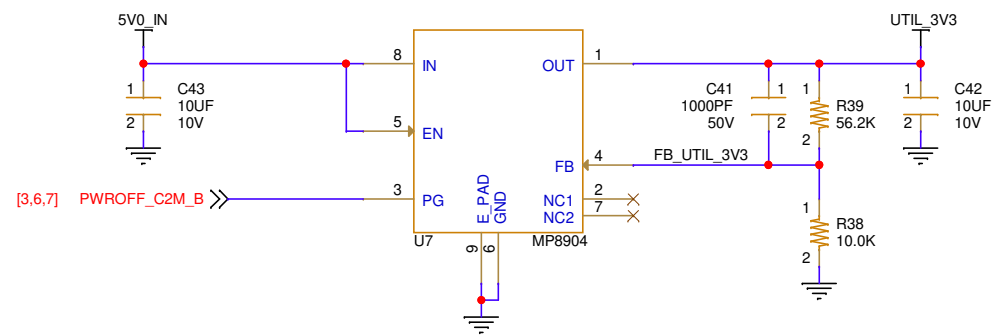 5V0_IN
UTIL_3V3
8
IN
OUT
1
1
C43
10UF
10V
2
5
EN
C41
1000PF
50V
1
2
1
R39
56.2K
2
1
C42
10UF
10V
2
FB
4
FB_UTIL_3V3
[3,6,7]
PWROFF_C2M_B
3
PG
E_PAD
GND
NC1
2
NC2
7
U7
MP8904
9
6
1
R38
10.0K
2